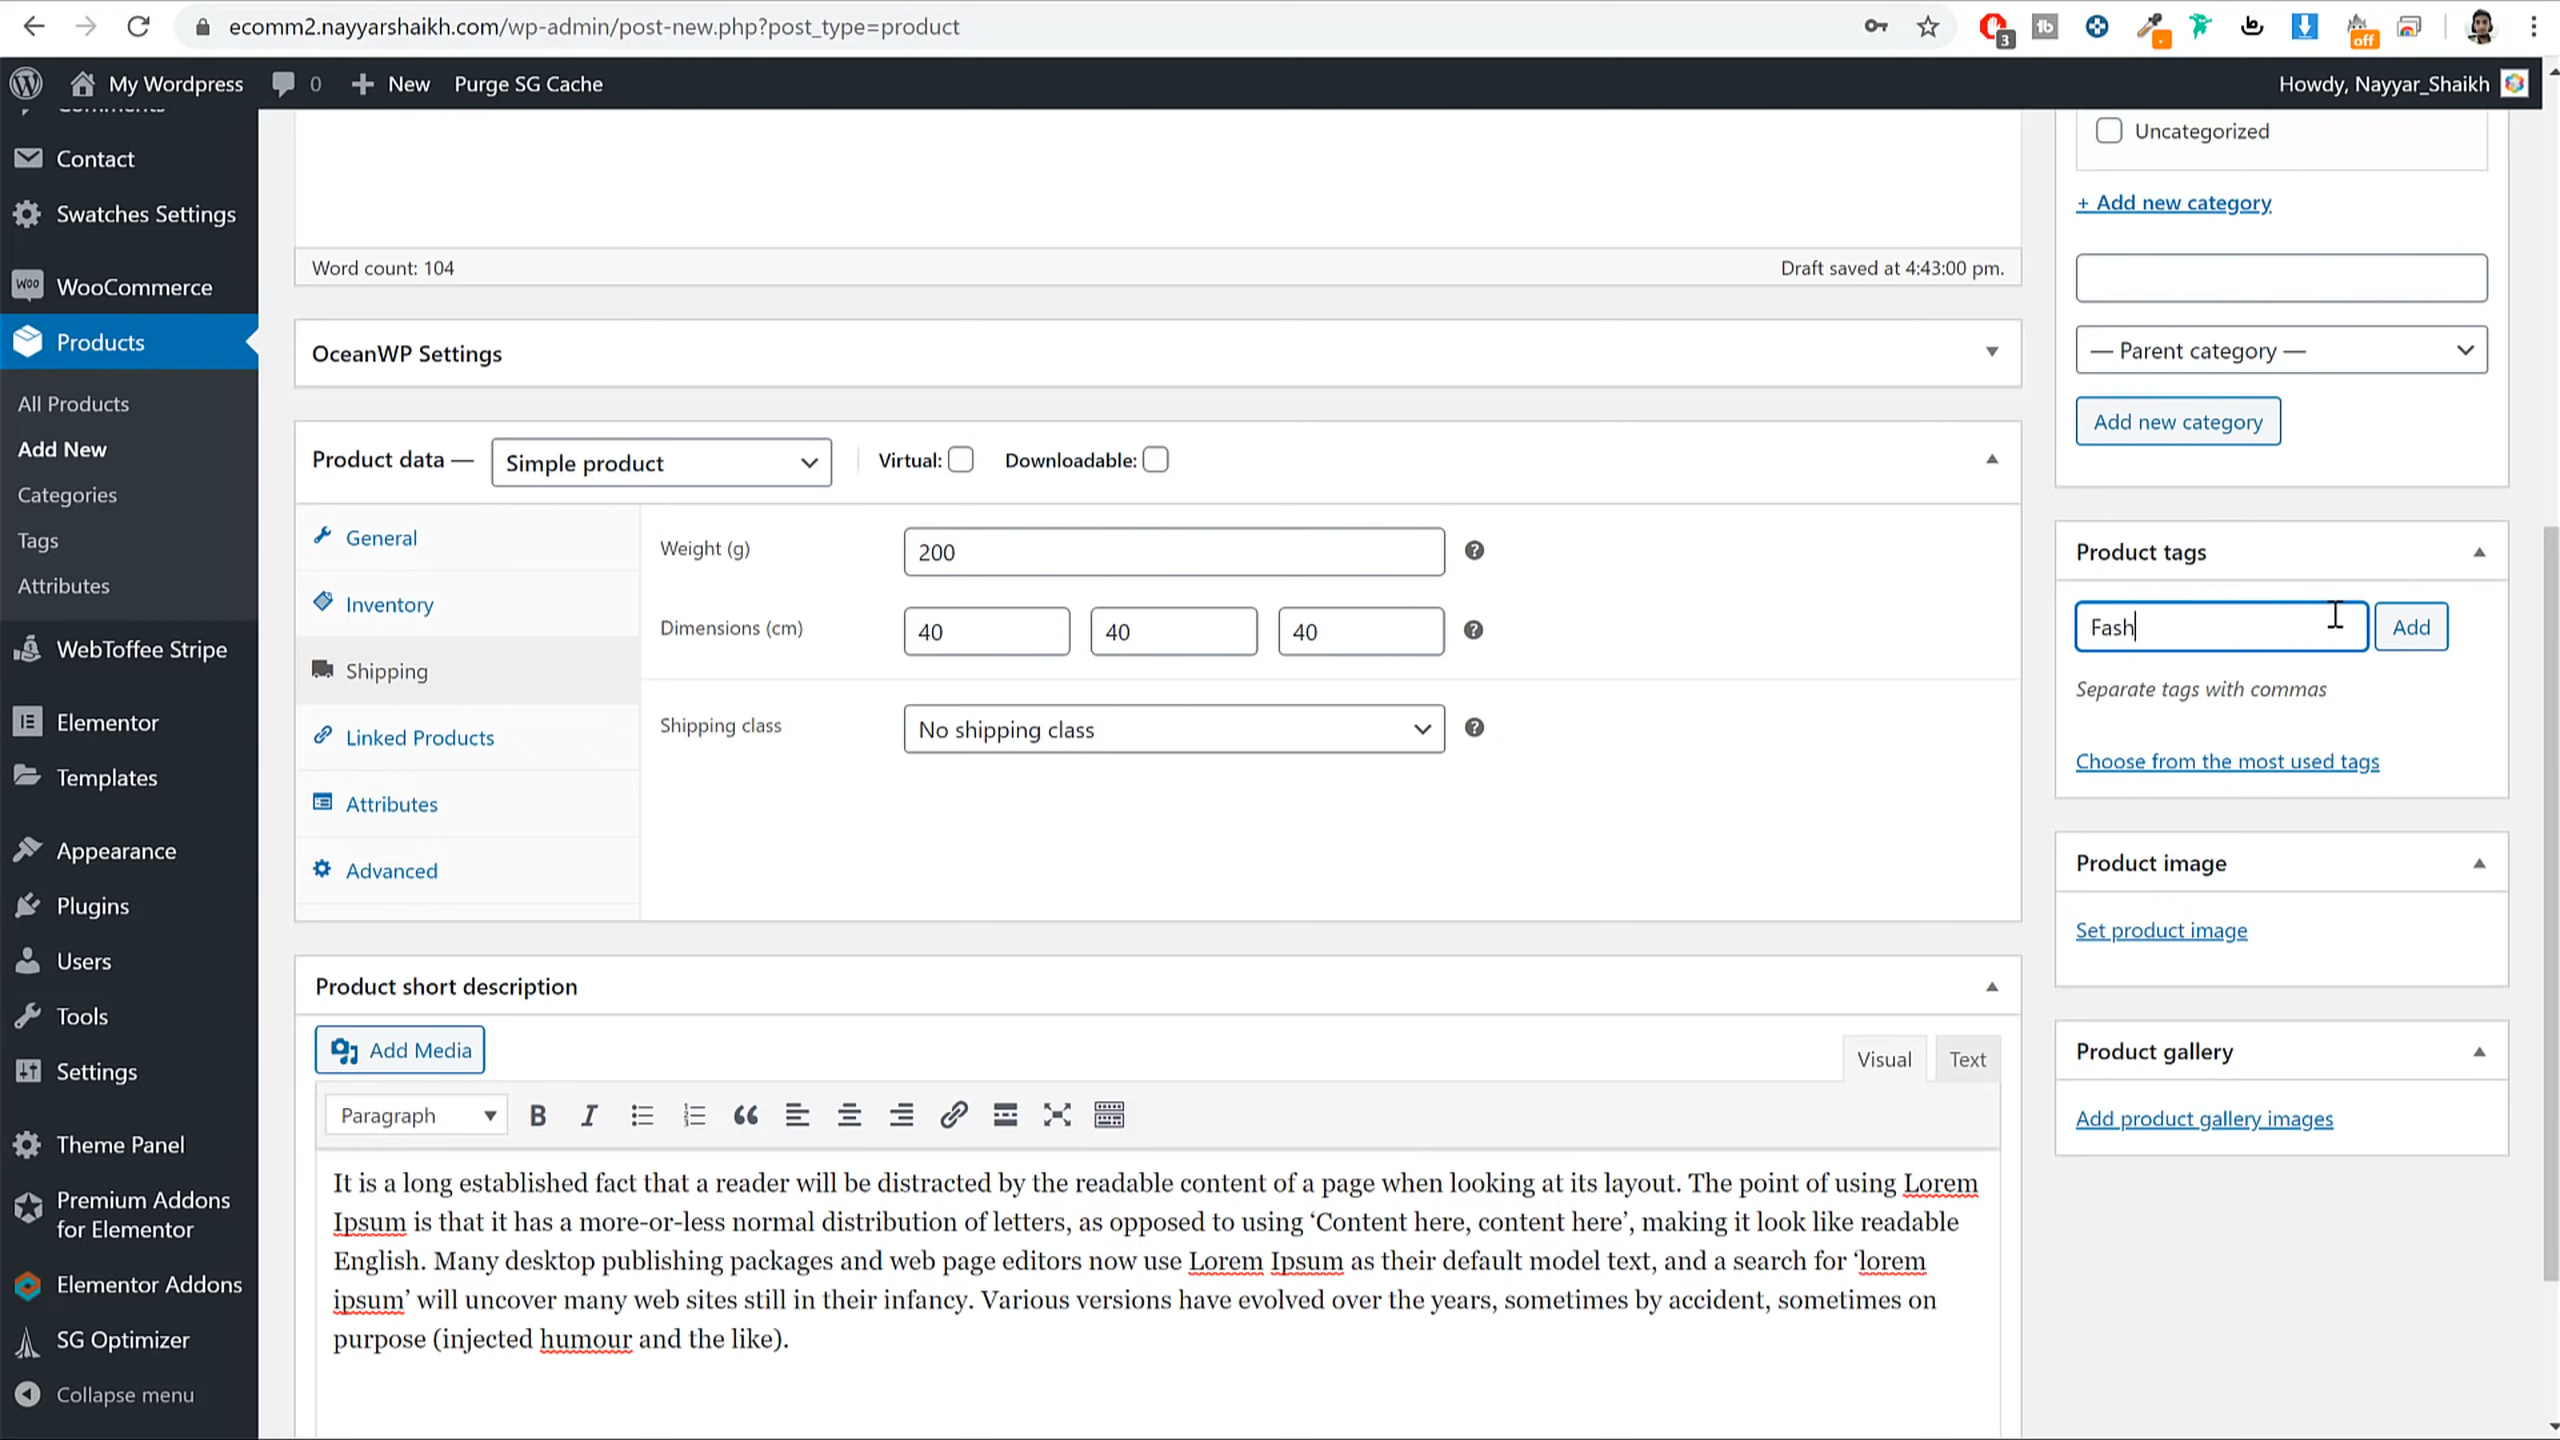 ecomm2.nayyarshaikh.com/wp-admin/post-new.php?post_type=product
3
off
My Wordpress
0
New
Purge SG Cache
Howdy, Nayyar_Shaikh
Comments
Contact
Swatches Settings
WooCommerce
Products
All Products
Add New
Categories
Tags
Attributes
WebToffee Stripe
Elementor
Templates
Appearance
Plugins
Users
Tools
Settings
Theme Panel
Premium Addons
for Elementor
Elementor Addons
SG Optimizer
Collapse menu
Word count: 104
Draft saved at 4:43:00 pm.
OceanWP Settings
Product data —
Simple product
Virtual:
Downloadable:
General
Inventory
Shipping
Linked Products
Attributes
Advanced
Weight (g)
200
Dimensions (cm)
40
40
40
Shipping class
No shipping class
Product short description
Add Media
Visual
Text
Paragraph
It is a long established fact that a reader will be distracted by the readable content of a page when looking at its layout. The point of using Lorem
Ipsum is that it has a more-or-less normal distribution of letters, as opposed to using ‘Content here, content here’, making it look like readable
English. Many desktop publishing packages and web page editors now use Lorem Ipsum as their default model text, and a search for ‘lorem
ipsum’ will uncover many web sites still in their infancy. Various versions have evolved over the years, sometimes by accident, sometimes on
purpose (injected humour and the like).
Uncategorized
+ Add new category
— Parent category —
Add new category
Product tags
Fash
Add
Separate tags with commas
Choose from the most used tags
Product image
Set product image
Product gallery
Add product gallery images